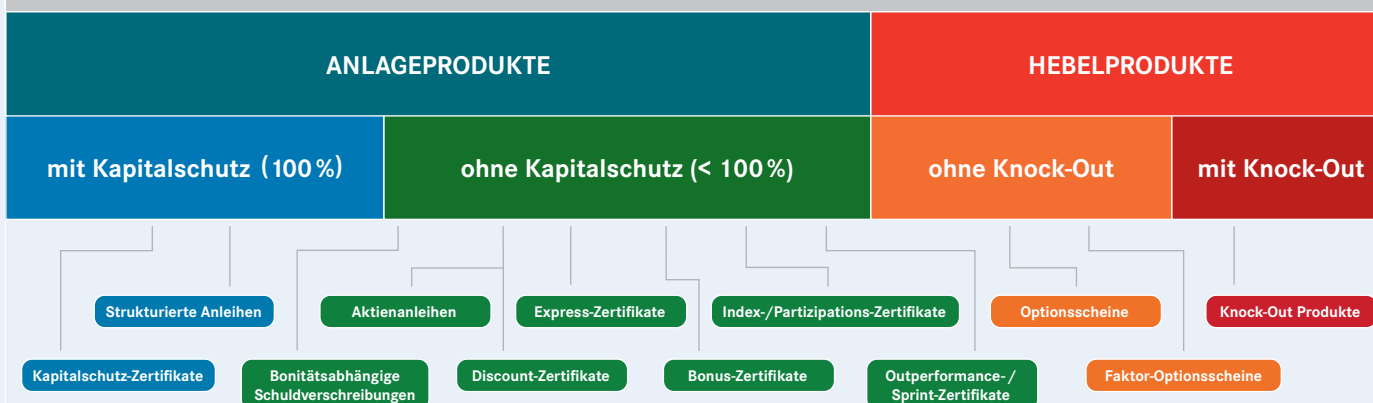 ANLAGEPRODUKTE
HEBELPRODUKTE
mit Kapitalschutz (100 %)
ohne Kapitalschutz (< 100 %)
ohne Knock-Out
mit Knock-Out
Strukturierte Anleihen
Aktienanleihen
Express-Zertifikate
Index-/Partizipations-Zertifikate
Optionsscheine
Knock-Out Produkte
Kapitalschutz-Zertifikate
Bonitätsabhängige
Schuldverschreibungen
Discount-Zertifikate
Bonus-Zertifikate
Outperformance-/
Sprint-Zertifikate
Faktor-Optionsscheine